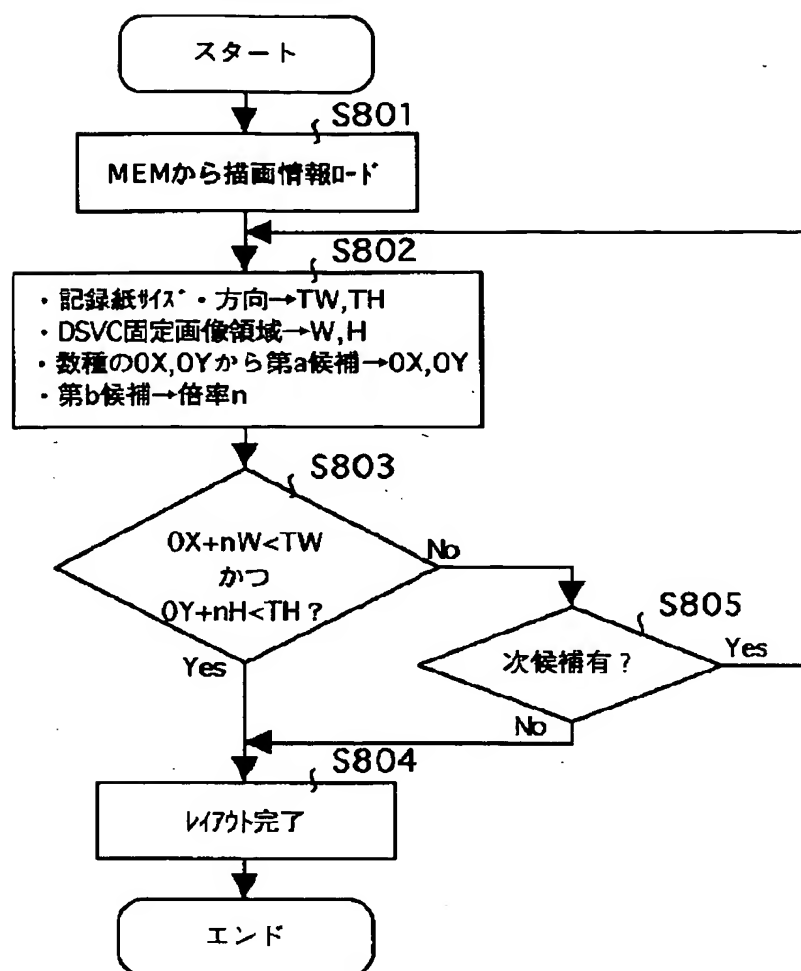 スタート
S801
MEMから描画情報ロード
S802
・記録紙サイズ・方向→TW,TH
・DSVC固定画像領域→W,H
・数種のOX,OYから第a候補→OX,OY
・第b候補→倍率n
S803
OX+nW<TW
かつ
OY+nH<TH?
No
Yes
S805
次候補有?
Yes
No
S804
レイアウト完了
エンド